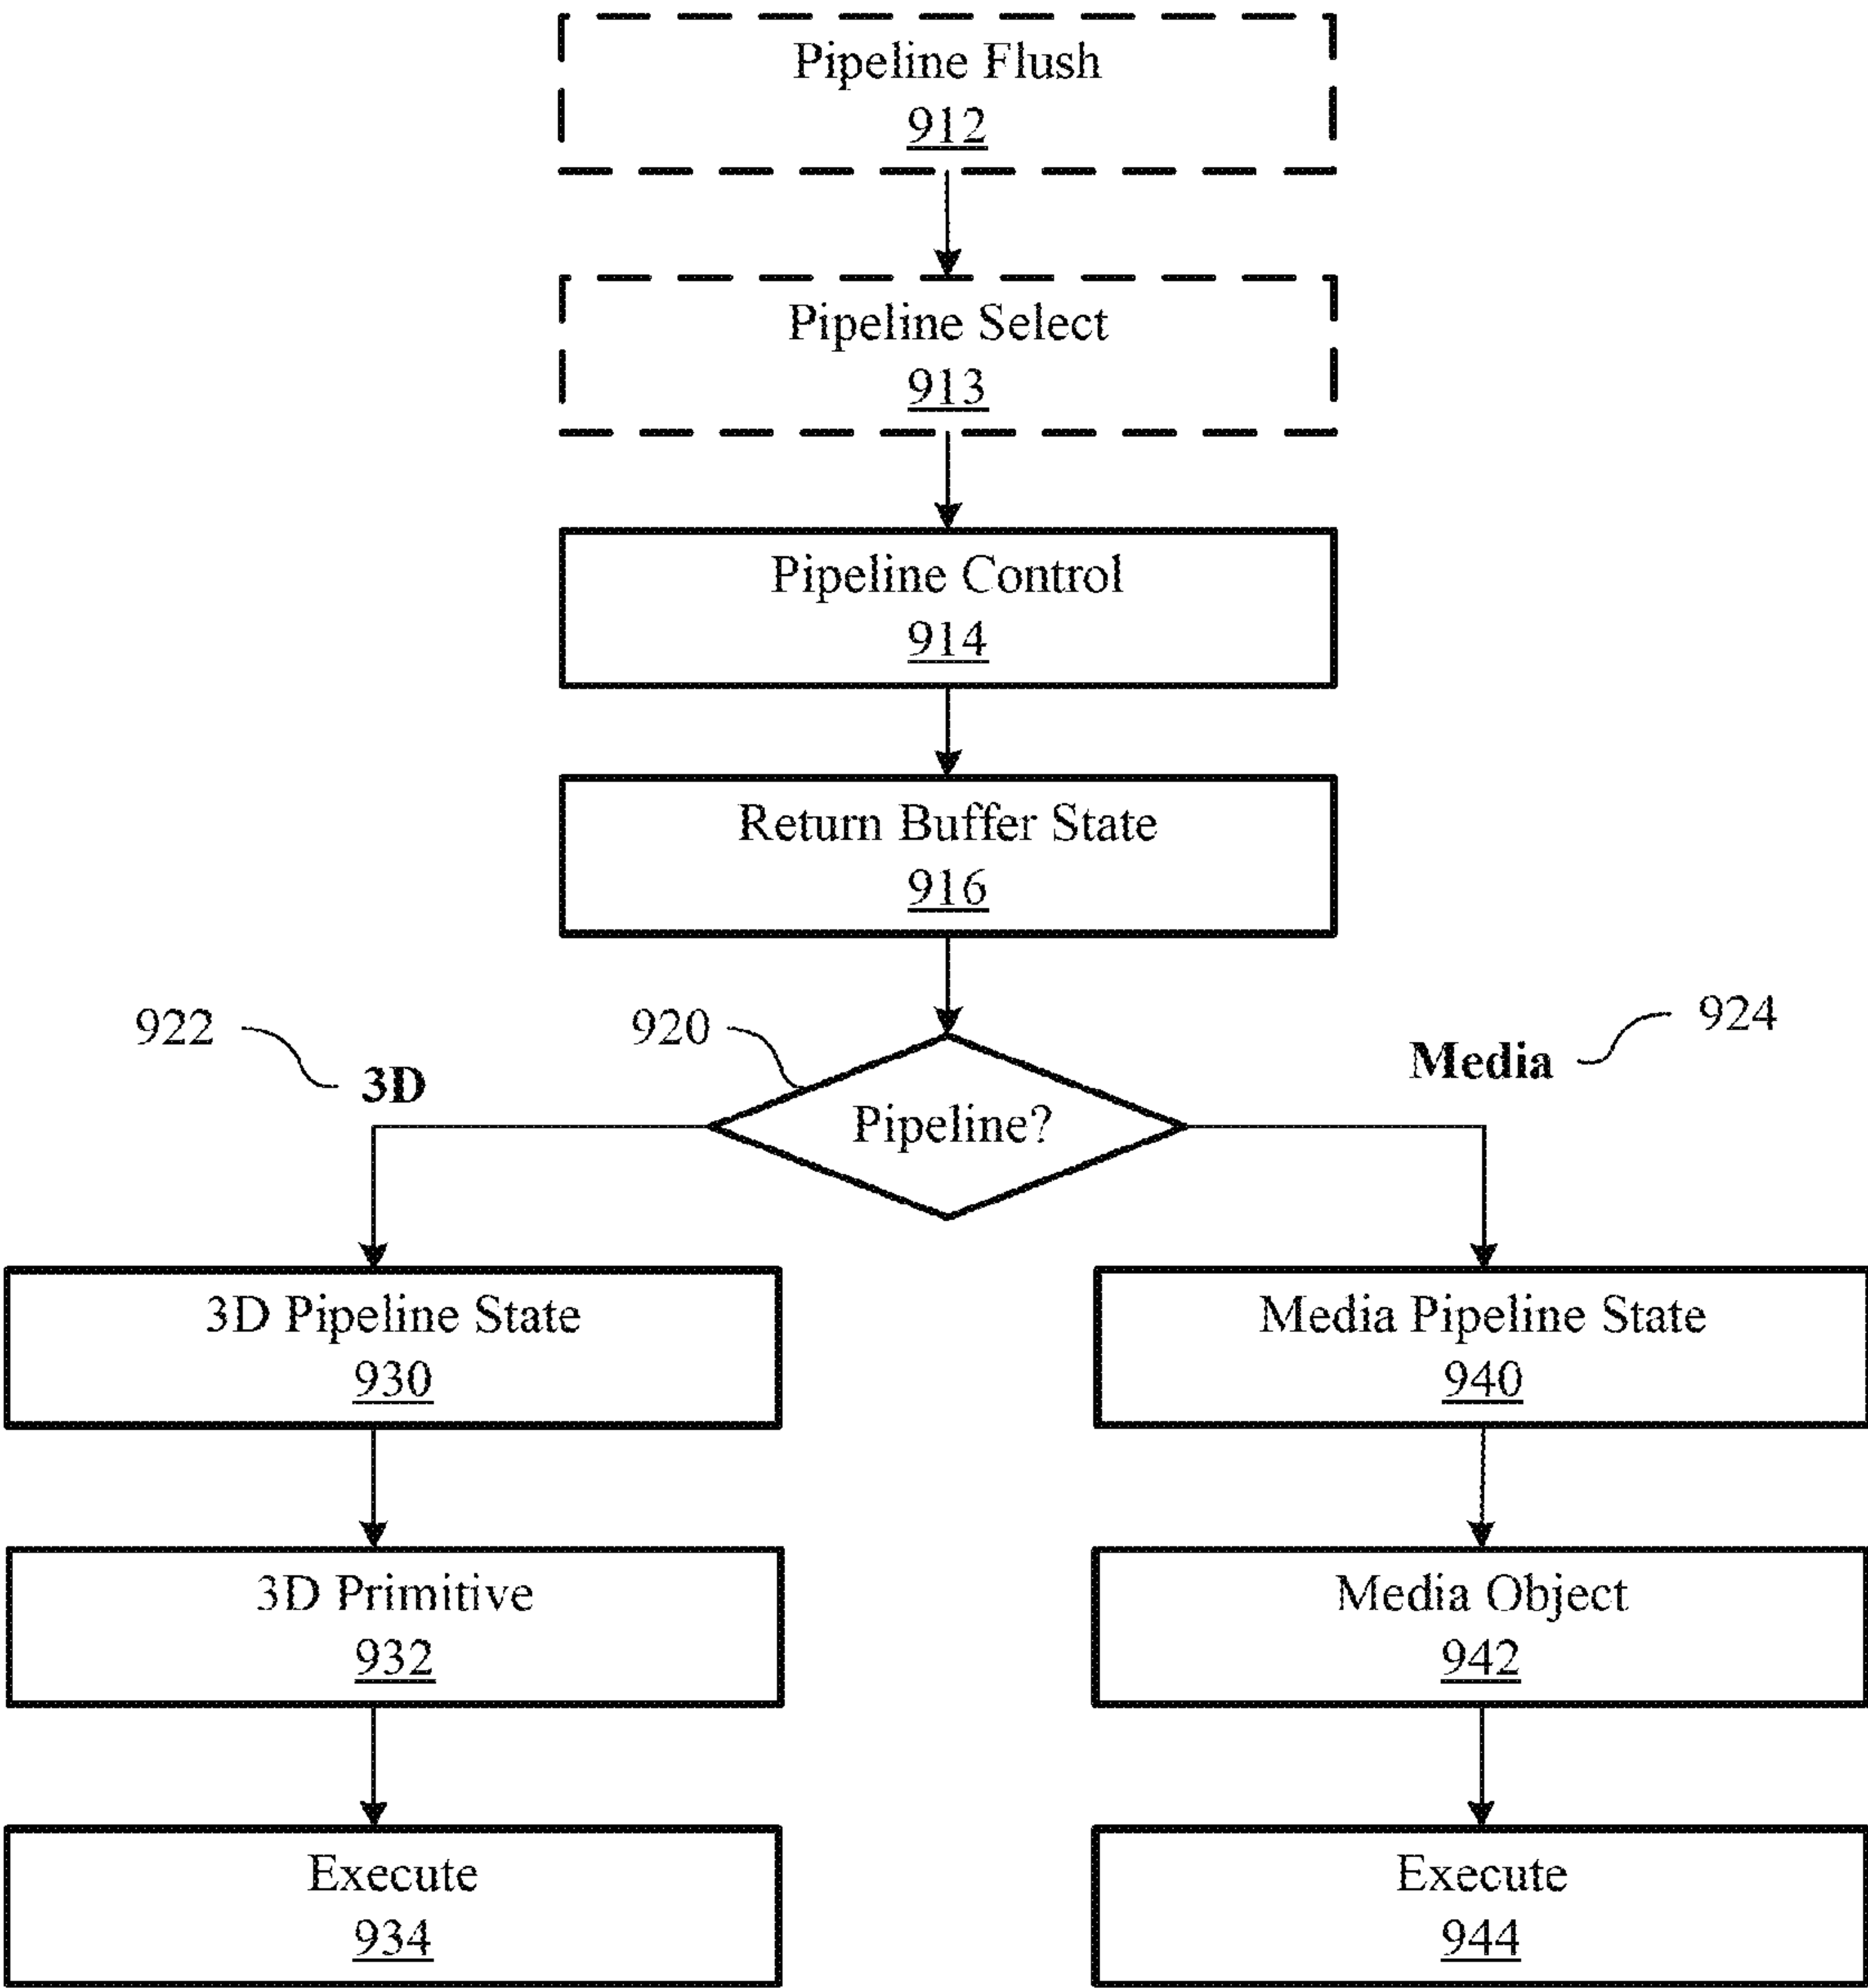 Pipeline Flush
912
Pipeline Select
913
Pipeline Control
914
Return Buffer State
916
922
920
924
3D
Media
Pipeline?
3D Pipeline State
930
Media Pipeline State
940
3D Primitive
932
Media Object
942
Execute
934
Execute
944